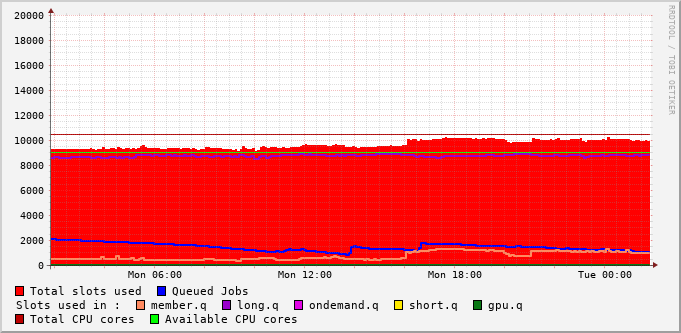 20000
18000
16000
14000
12000
10000
8000
6000
4000
2000
0
Mon 06:00 Mon 12:00 Mon 18:00 Tue 00:00
RRDTOOL / TOBI OETIKER
Total slots used Queued Jobs
Slots used in : member.q long.q ondemand.q short.q gpu.q
Total CPU cores Available CPU cores